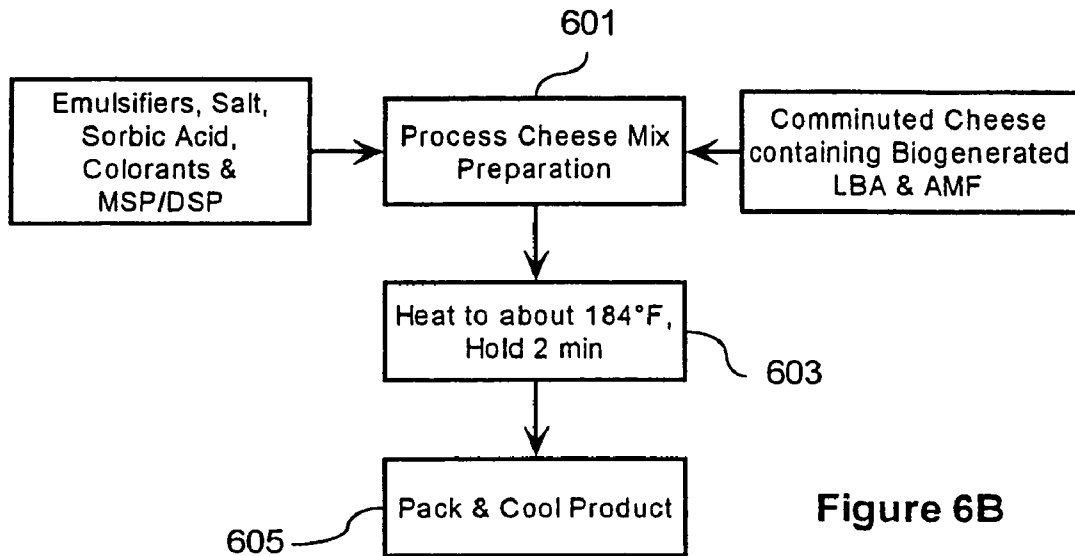 601
Emulsifiers, Salt,
Sorbic Acid,
Colorants &
MSP/DSP
Process Cheese Mix
Preparation
Comminuted Cheese
containing Biogenerated
LBA & AMF
Heat to about 184°F,
Hold 2 min
603
Pack & Cool Product
605
Figure 6B